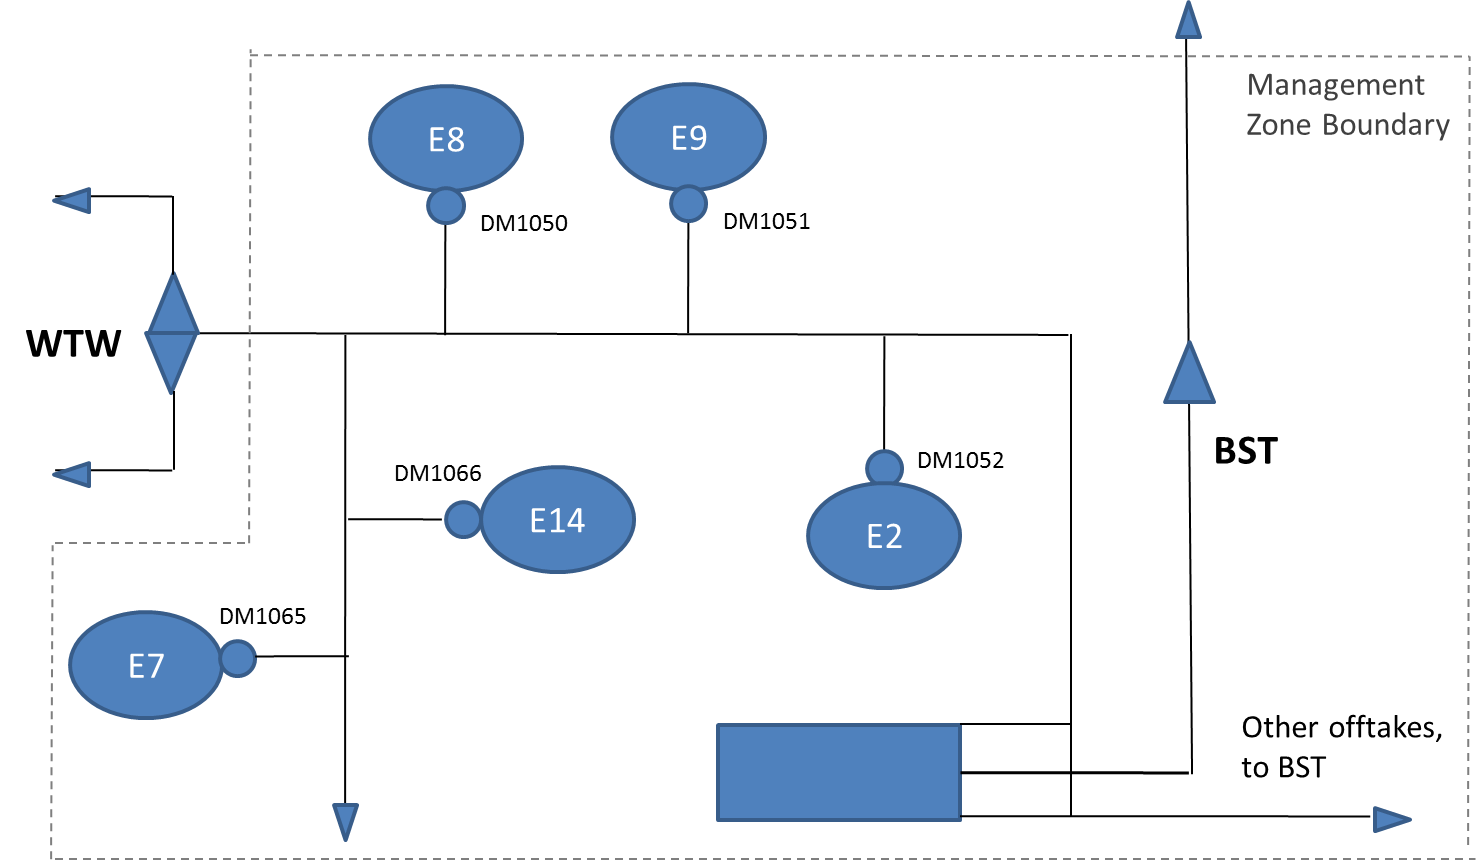 Management
Zone Boundary
E8
E9
DM1050
DM1051
WTW
BST
DM1066
DM1052
E14
E2
DM1065
E7
Other offtakes,
to BST